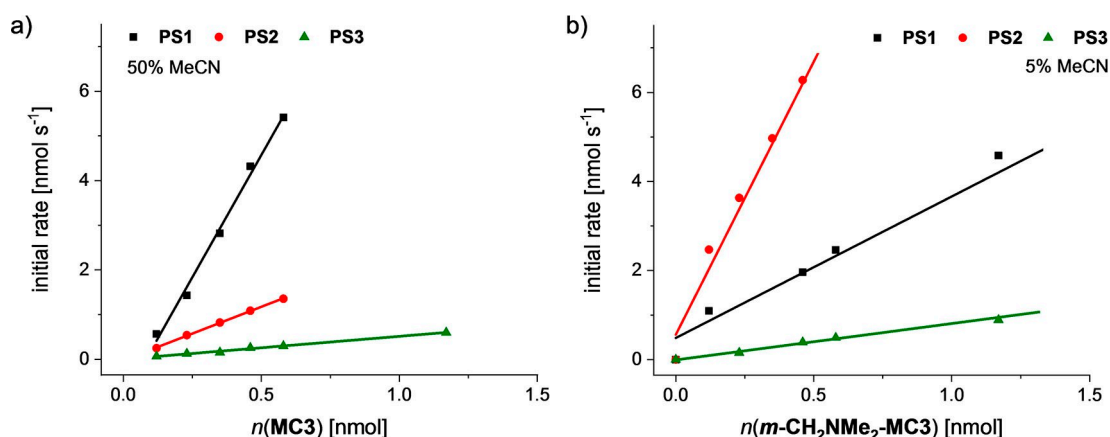 a)
PS1 PS2 PS3
50% MeCN
6
4
2
0
initial rate [nmol s⁻¹]
0.0 0.5 1.0 1.5
n(MC3) [nmol]
b)
PS1 PS2 PS3
5% MeCN
6
4
2
0
initial rate [nmol s⁻¹]
0.0 0.5 1.0 1.5
n(m-CH₂NMe₂-MC3) [nmol]